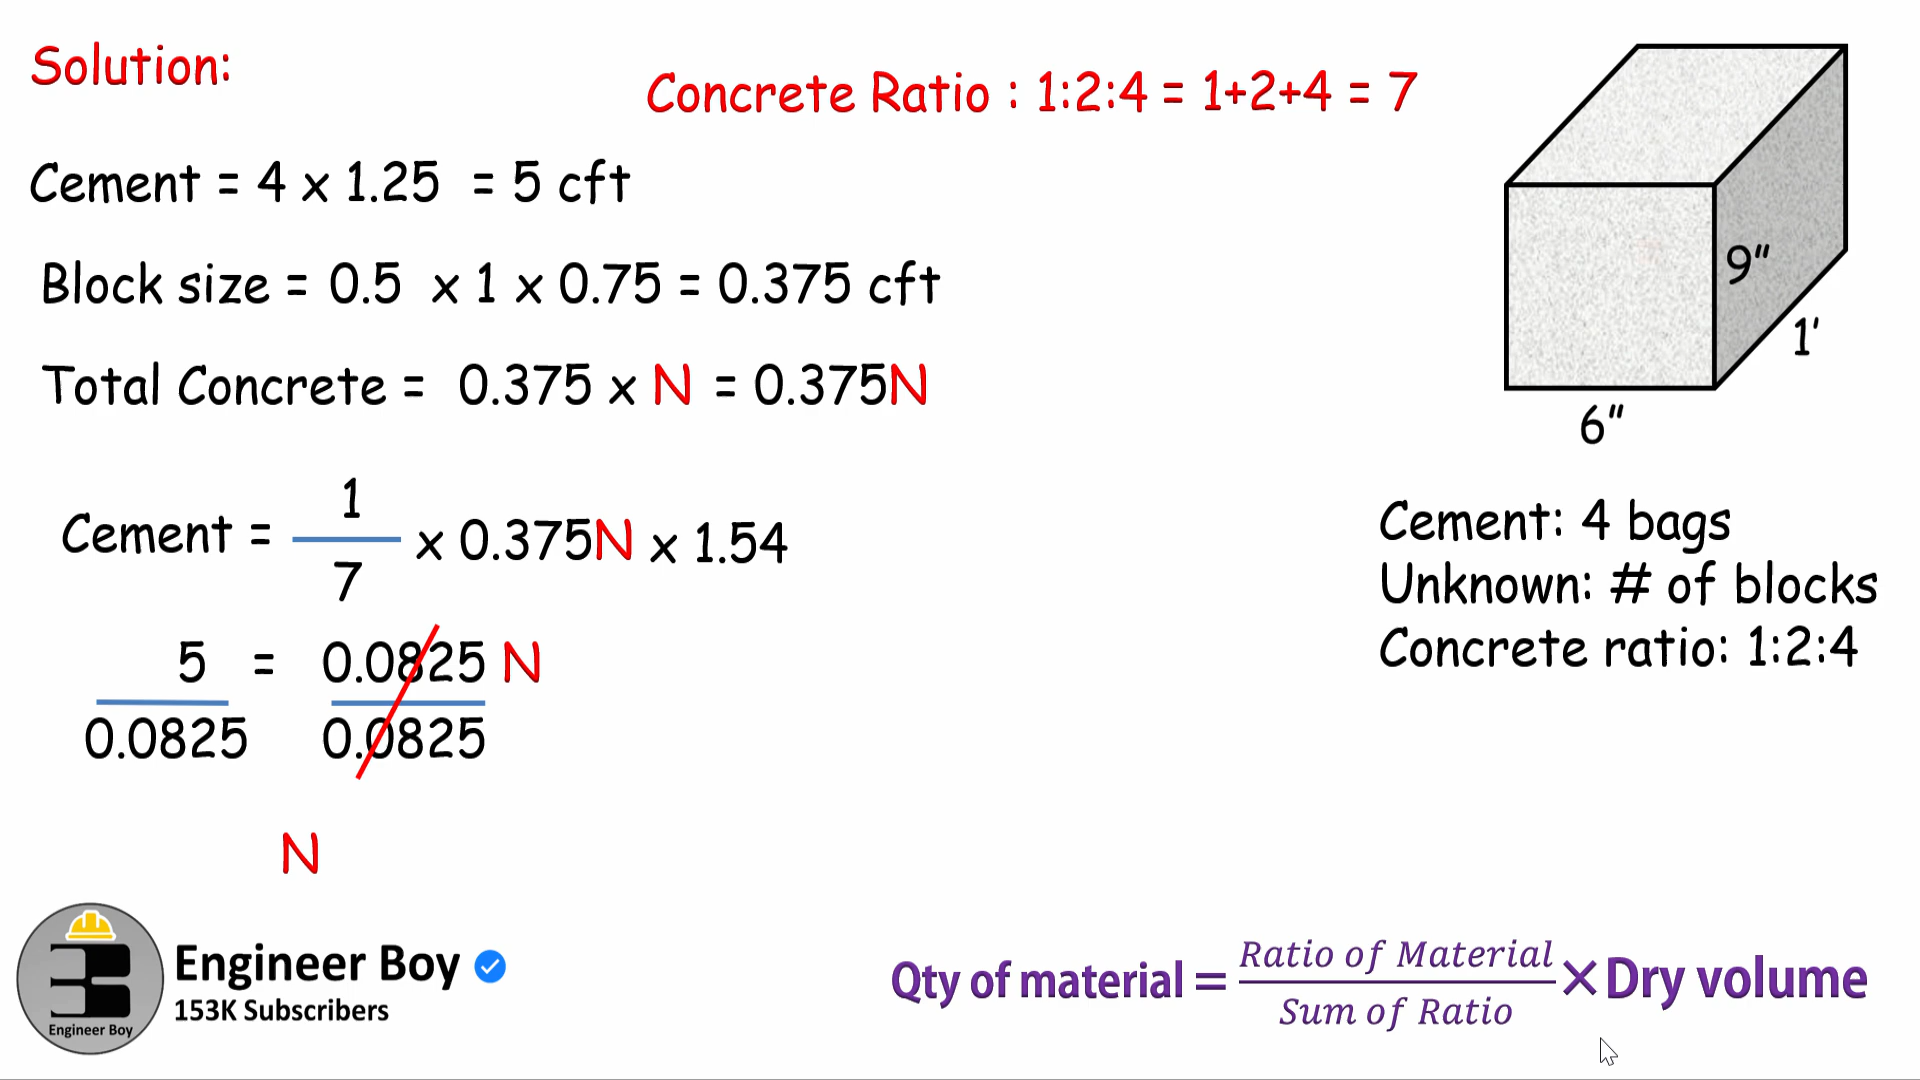 Solution:
Concrete Ratio : 1:2:4 = 1+2+4 = 7
Cement = 4 x 1.25 = 5 cft
Block size = 0.5 x 1 x 0.75 = 0.375 cft
Total Concrete = 0.375 x N = 0.375N
Cement = 1/7 x 0.375N x 1.54
5 = 0.0825 N
0.0825 0.0825
N
9"
1'
6"
Cement: 4 bags
Unknown: # of blocks
Concrete ratio: 1:2:4
Engineer Boy
Engineer Boy
153K Subscribers
Qty of material = Ratio of Material / Sum of Ratio × Dry volume